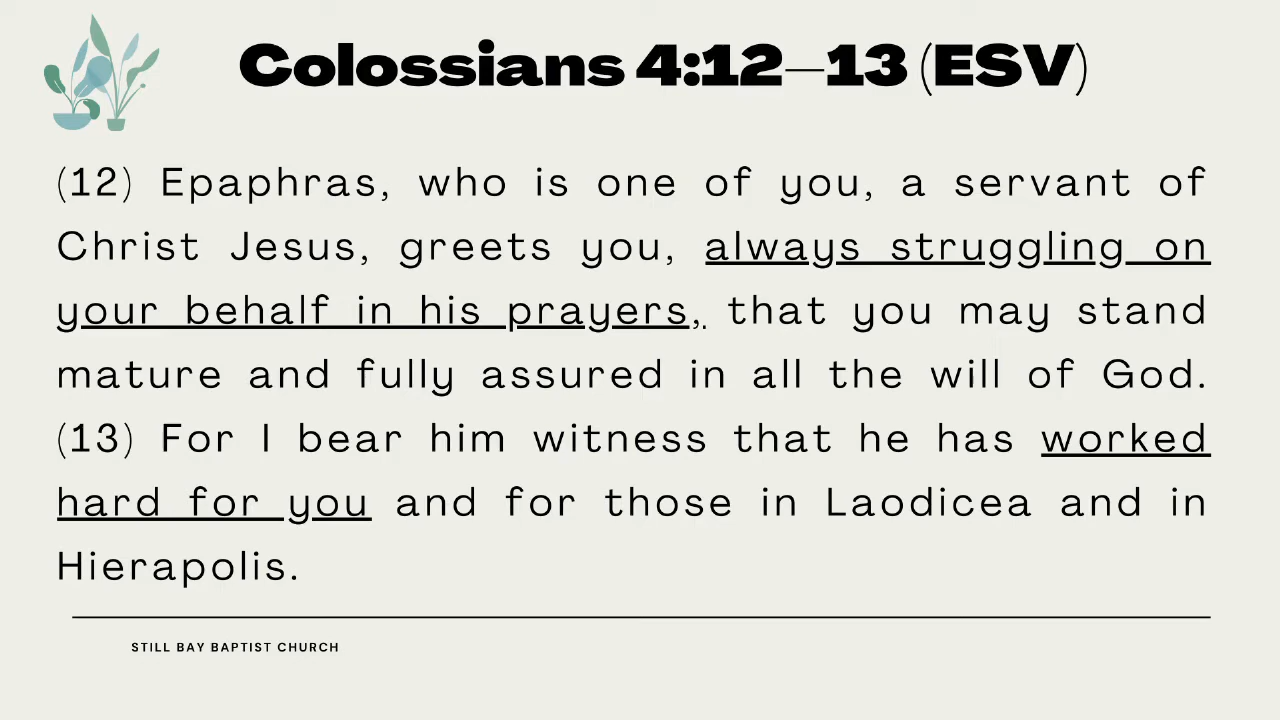 Colossians 4:12–13 (ESV)
(12) Epaphras, who is one of you, a servant of
Christ Jesus, greets you, always struggling on
your behalf in his prayers, that you may stand
mature and fully assured in all the will of God.
(13) For I bear him witness that he has worked
hard for you and for those in Laodicea and in
Hierapolis.
STILL BAY BAPTIST CHURCH